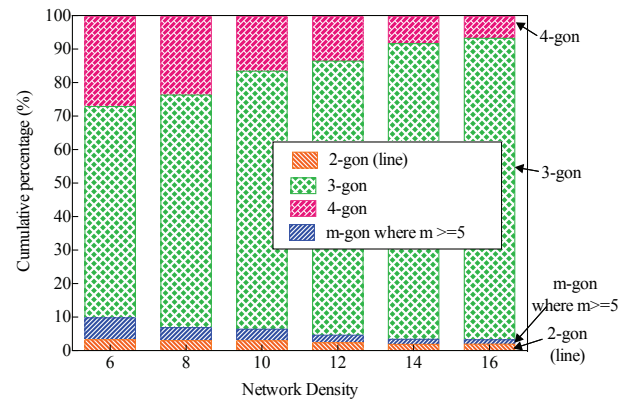 100
90
80
70
60
50
40
30
20
10
0
Cumulative percentage (%)
6
8
10
12
14
16
Network Density
2-gon (line)
3-gon
4-gon
m-gon where m >=5
4-gon
3-gon
m-gon
where m>=5
2-gon
(line)